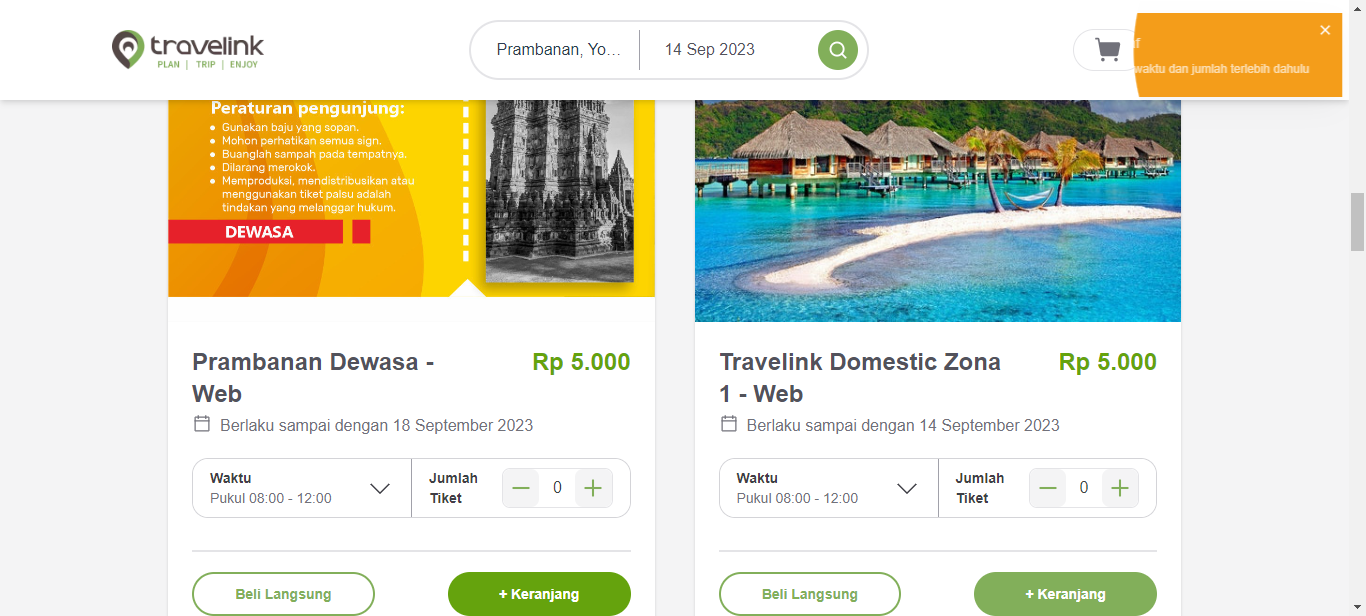 travelink
PLAN | TRIP | ENJOY
Prambanan, Yo...
14 Sep 2023
waktu dan jumlah terlebih dahulu
Peraturan pengunjung:
• Gunakan baju yang sopan.
• Mohon perhatikan semua sign.
• Buanglah sampah pada tempatnya.
• Dilarang merokok.
• Memproduksi, mendistribusikan atau
menggunakan tiket palsu adalah
tindakan yang melanggar hukum.
DEWASA
Prambanan Dewasa -
Web
Rp 5.000
Berlaku sampai dengan 18 September 2023
Waktu
Pukul 08:00 - 12:00
Jumlah
Tiket
0
Beli Langsung
+ Keranjang
Travelink Domestic Zona
1 - Web
Rp 5.000
Berlaku sampai dengan 14 September 2023
Waktu
Pukul 08:00 - 12:00
Jumlah
Tiket
0
Beli Langsung
+ Keranjang